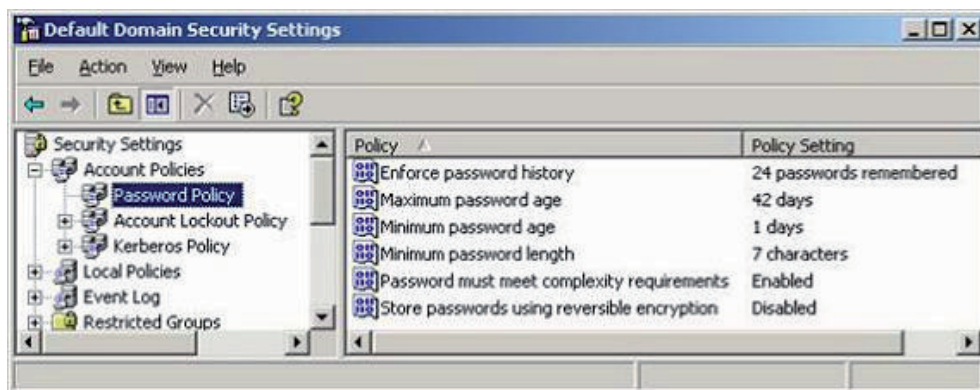 Default Domain Security Settings
File Action View Help
Security Settings
Account Policies
Password Policy
Account Lockout Policy
Kerberos Policy
Local Policies
Event Log
Restricted Groups
Policy Policy Setting
Enforce password history 24 passwords remembered
Maximum password age 42 days
Minimum password age 1 days
Minimum password length 7 characters
Password must meet complexity requirements Enabled
Store passwords using reversible encryption Disabled